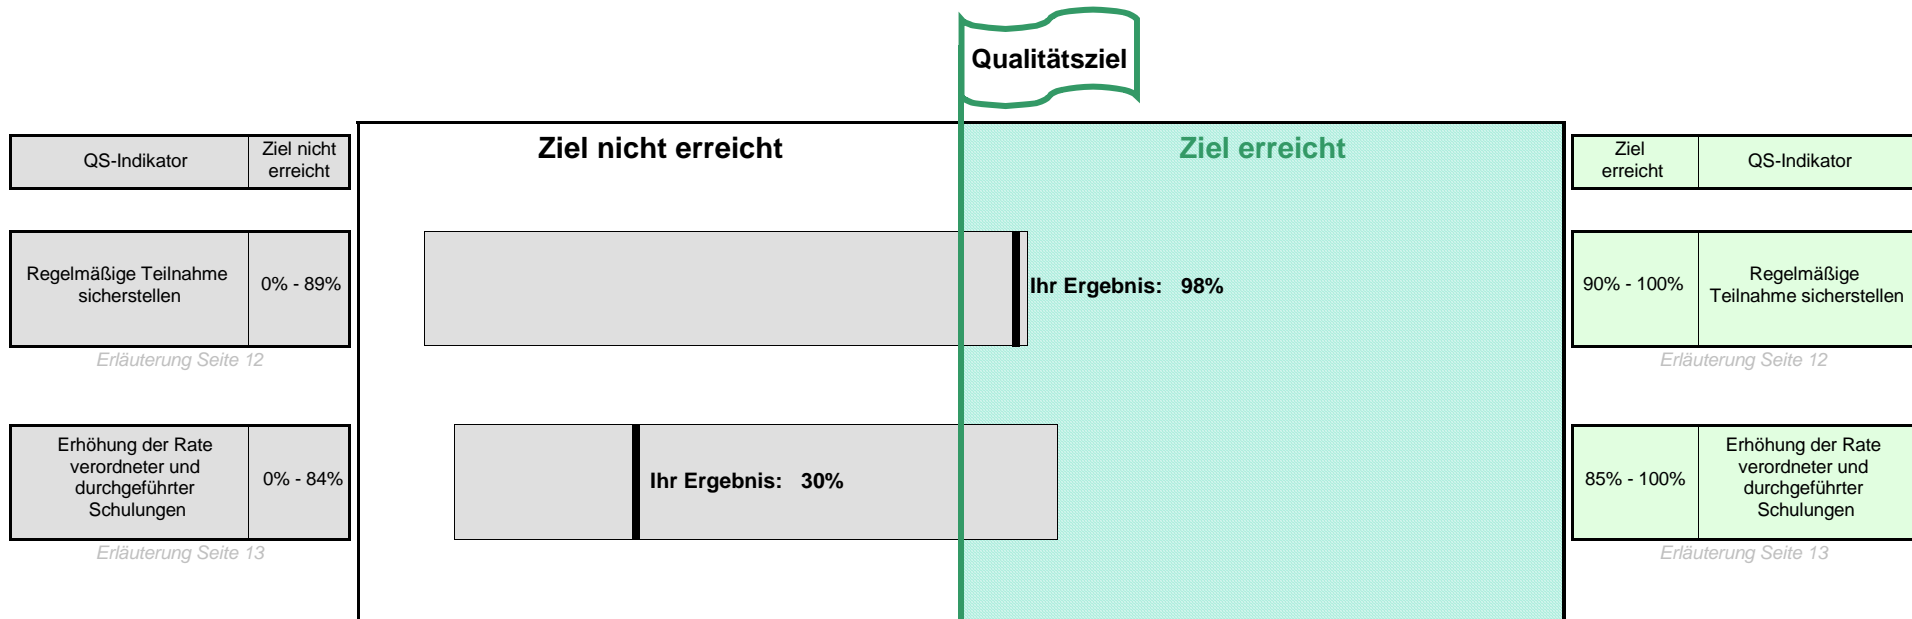 Qualitätsziel
QS-Indikator
Ziel nicht
erreicht
Ziel nicht erreicht
Ziel erreicht
Ziel
erreicht
QS-Indikator
Regelmäßige Teilnahme
sicherstellen
0% - 89%
Ihr Ergebnis: 98%
90% - 100%
Regelmäßige
Teilnahme sicherstellen
Erläuterung Seite 12
Erläuterung Seite 12
Erhöhung der Rate
verordneter und
durchgeführter
Schulungen
0% - 84%
Ihr Ergebnis: 30%
85% - 100%
Erhöhung der Rate
verordneter und
durchgeführter
Schulungen
Erläuterung Seite 13
Erläuterung Seite 13